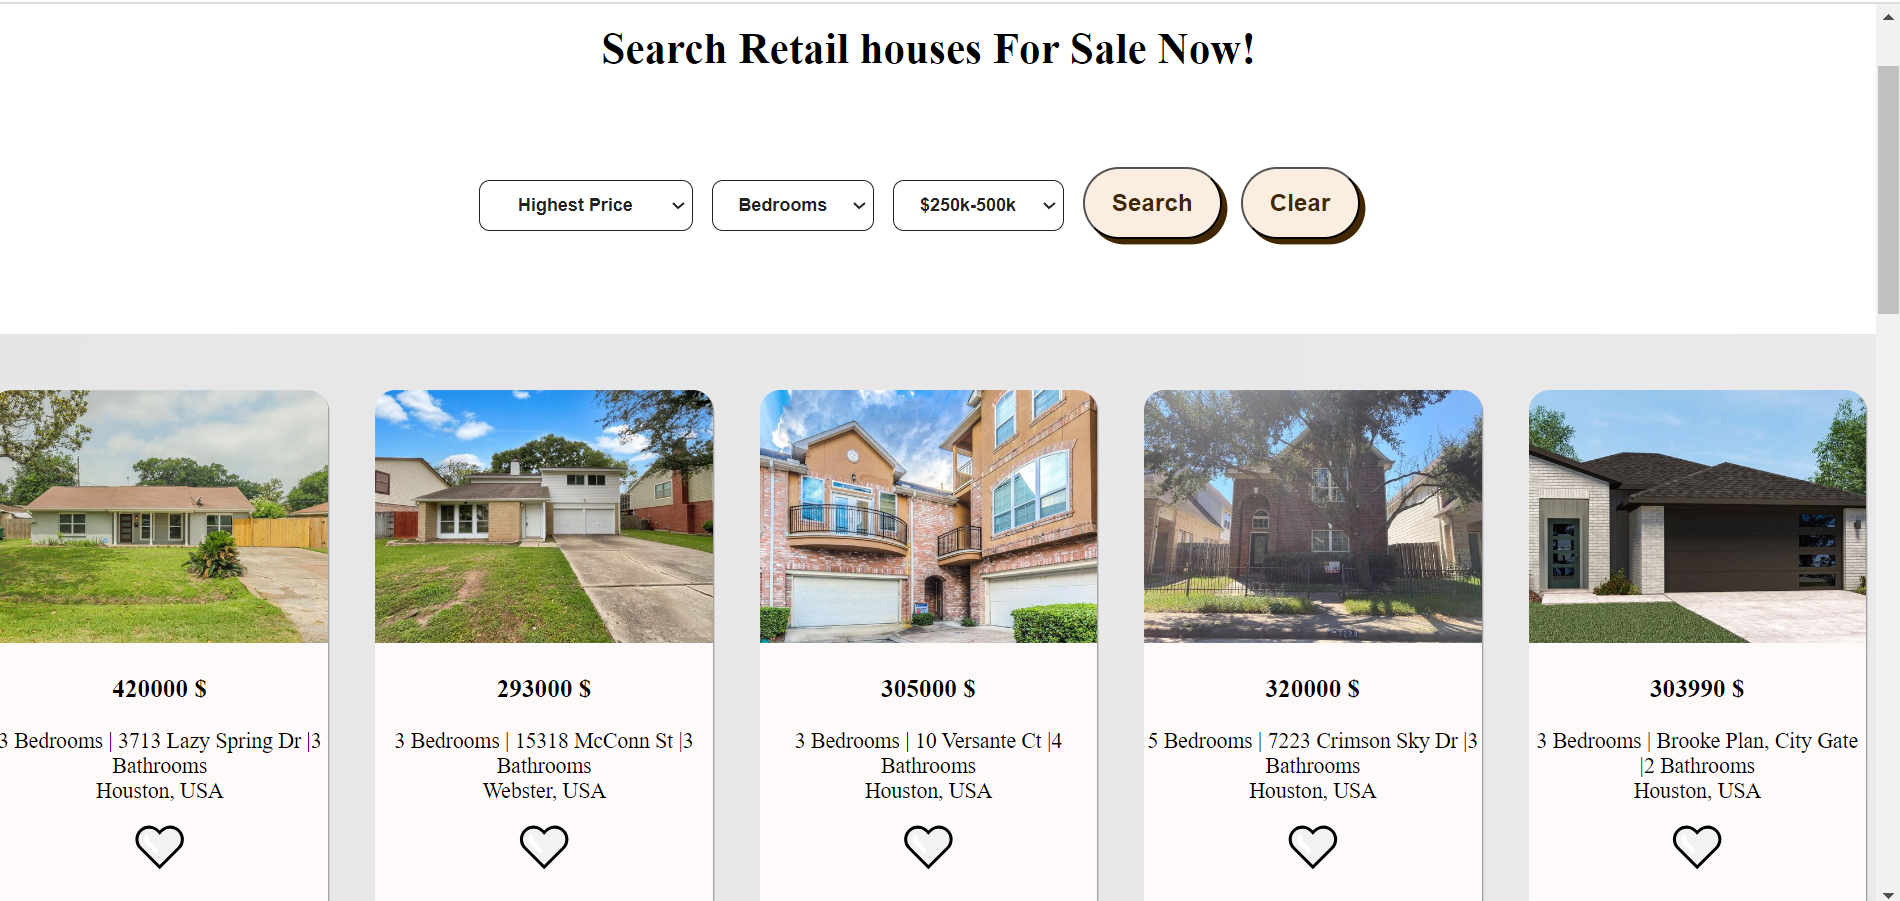 Search Retail houses For Sale Now!
Highest Price
Bedrooms
$250k-500k
Search
Clear
420000 $
3 Bedrooms | 3713 Lazy Spring Dr |3
Bathrooms
Houston, USA
293000 $
3 Bedrooms | 15318 McConn St |3
Bathrooms
Webster, USA
305000 $
3 Bedrooms | 10 Versante Ct |4
Bathrooms
Houston, USA
320000 $
5 Bedrooms | 7223 Crimson Sky Dr |3
Bathrooms
Houston, USA
303990 $
3 Bedrooms | Brooke Plan, City Gate
|2 Bathrooms
Houston, USA